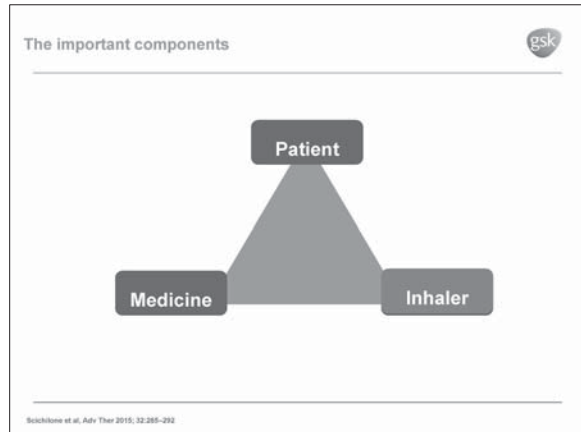 The important components
gsk
Patient
Medicine
Inhaler
Scichilone et al, Adv Ther 2015; 32:285–292